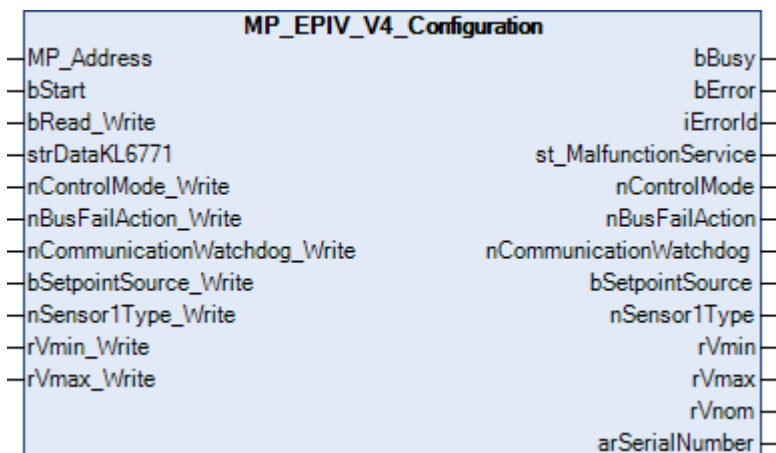 MP_EPIV_V4_Configuration
MP_Address bBusy
bStart bError
bRead_Write iErrorId
strDataKL6771 st_MalfunctionService
nControlMode_Write nControlMode
nBusFailAction_Write nBusFailAction
nCommunicationWatchdog_Write nCommunicationWatchdog
bSetpointSource_Write bSetpointSource
nSensor1Type_Write nSensor1Type
rVmin_Write rVmin
rVmax_Write rVmax
rVnom
arSerialNumber